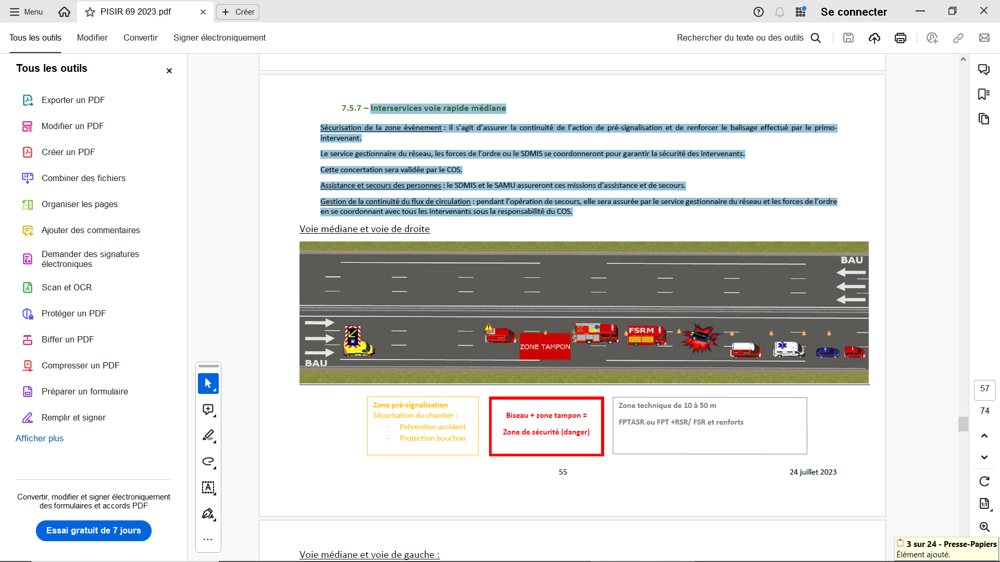 Menu
PISIR 69 2023.pdf
Créer
Se connecter
Tous les outils
Modifier
Convertir
Signer électroniquement
Rechercher du texte ou des outils
Tous les outils
Exporter un PDF
Modifier un PDF
Créer un PDF
Combiner des fichiers
Organiser les pages
Ajouter des commentaires
Demander des signatures
électroniques
Scan et OCR
Protéger un PDF
Biffer un PDF
Compresser un PDF
Préparer un formulaire
Remplir et signer
Afficher plus
Convertir, modifier et signer électroniquement
des formulaires et accords PDF
Essai gratuit de 7 jours
7.5.7 – Interservices voie rapide médiane
Sécurisation de la zone évènement : il s’agit d’assurer la continuité de l’action de pré-signalisation et de renforcer le balisage effectué par le primo-
intervenant.
Le service gestionnaire du réseau, les forces de l’ordre ou le SDMIS se coordonneront pour garantir la sécurité des intervenants.
Cette concertation sera validée par le COS.
Assistance et secours des personnes : le SDMIS et le SAMU assureront ces missions d’assistance et de secours.
Gestion de la continuité du flux de circulation : pendant l’opération de secours, elle sera assurée par le service gestionnaire du réseau et les forces de l’ordre
en se coordonnant avec tous les intervenants sous la responsabilité du COS.
Voie médiane et voie de droite
BAU
FSRM
ZONE TAMPON
BAU
Zone pré-signalisation
Sécurisation du chantier :
- Prévention accident
- Protection bouchon
Biseau + zone tampon =
Zone de sécurité (danger)
Zone technique de 10 à 50 m
FPTASR ou FPT +RSR/ FSR et renforts
55
24 juillet 2023
Voie médiane et voie de gauche :
57
74
3 sur 24 - Presse-Papiers
Élément ajouté.